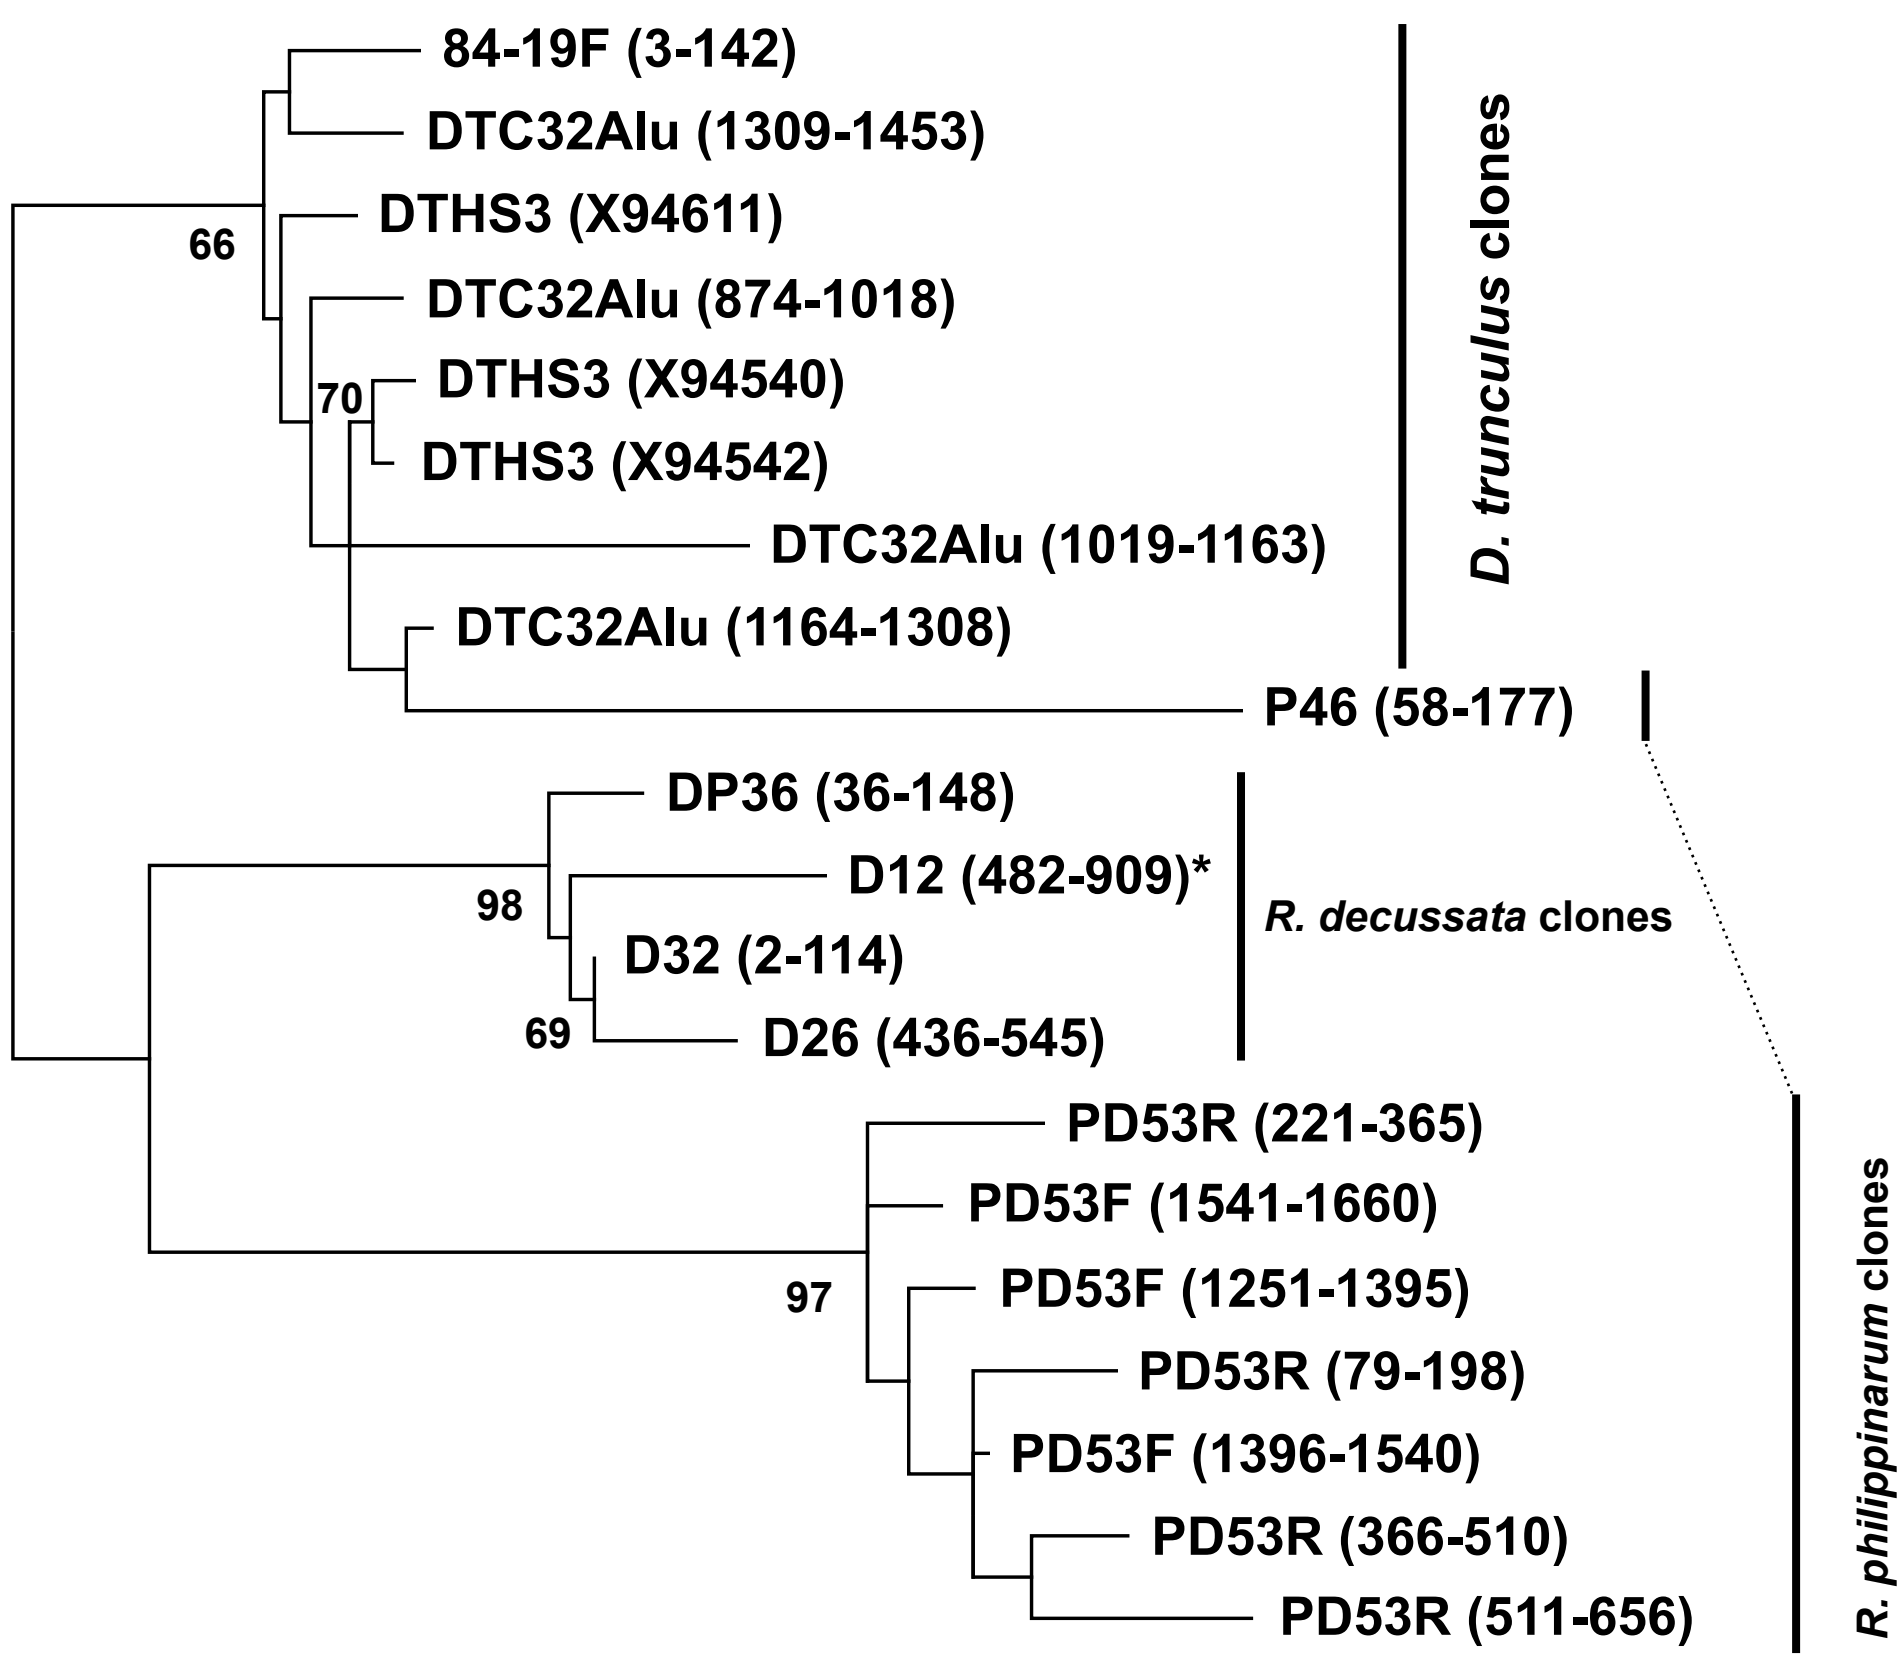 84-19F (3-142)
DTC32Alu (1309-1453)
DTHS3 (X94611)
66
DTC32Alu (874-1018)
DTHS3 (X94540)
70
DTHS3 (X94542)
DTC32Alu (1019-1163)
DTC32Alu (1164-1308)
D. trunculus clones
P46 (58-177)
DP36 (36-148)
D12 (482-909)*
98
R. decussata clones
D32 (2-114)
69
D26 (436-545)
PD53R (221-365)
PD53F (1541-1660)
PD53F (1251-1395)
97
PD53R (79-198)
PD53F (1396-1540)
PD53R (366-510)
PD53R (511-656)
R. philippinarum clones